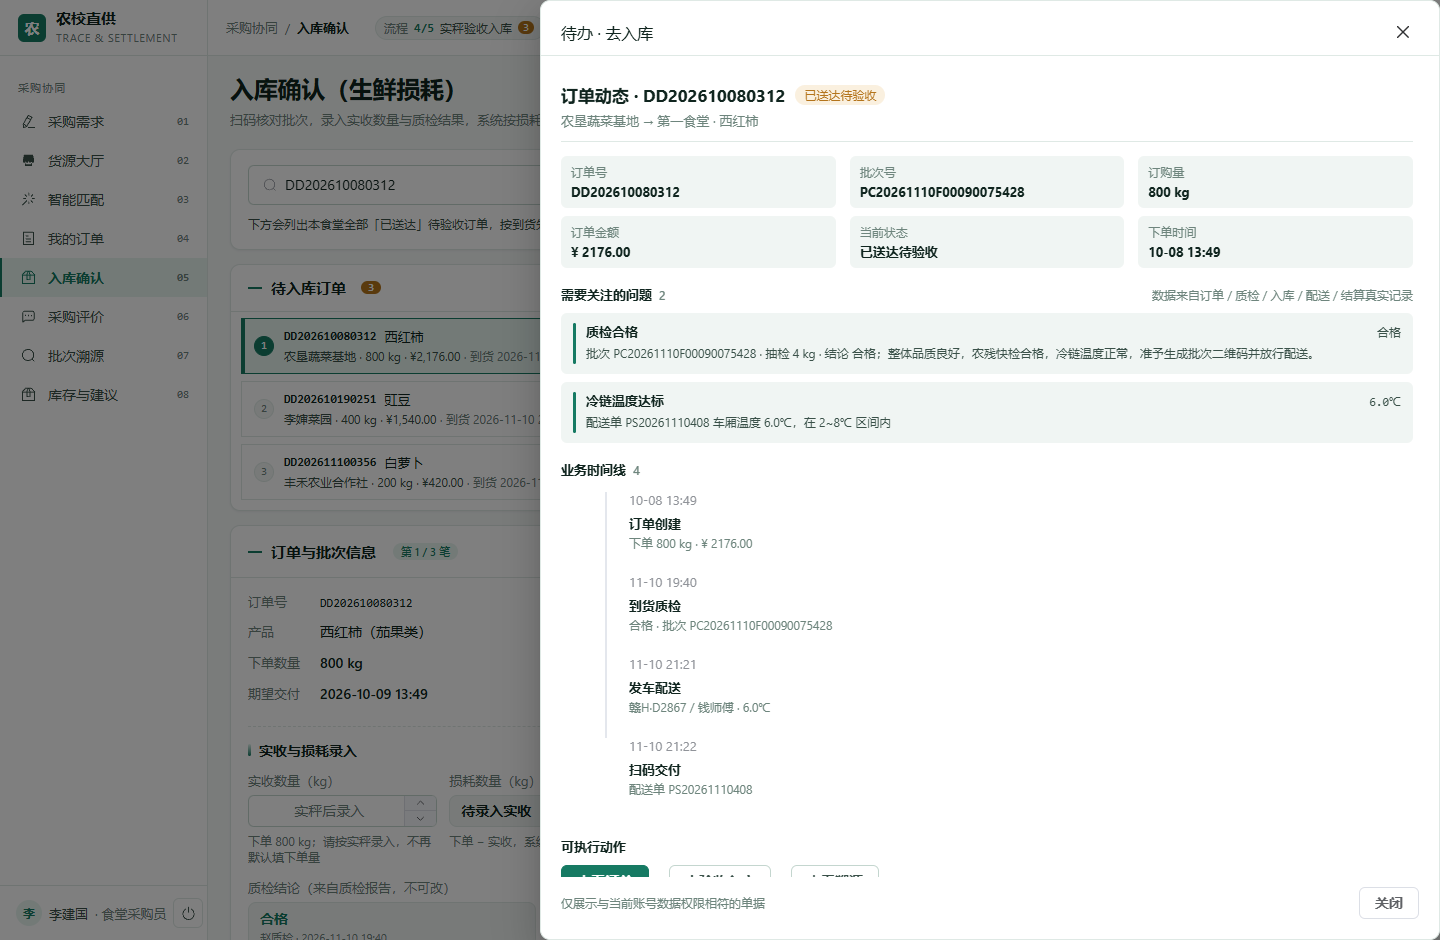 农
农校直供
TRACE & SETTLEMENT
采购协同
采购需求 01
货源大厅 02
智能匹配 03
我的订单 04
入库确认 05
采购评价 06
批次溯源 07
库存与建议 08
李 李建国 · 食堂采购员
采购协同 / 入库确认
流程 4/5 实秤验收入库 3
入库确认（生鲜损耗）
扫码核对批次，录入实收数量与质检结果，系统按损耗
DD202610080312
下方会列出本食堂全部「已送达」待验收订单，按到货
待入库订单 3
1 DD202610080312 西红柿
农垦蔬菜基地 · 800 kg · ¥2,176.00 · 到货 2026-11
2 DD202610190251 豇豆
李婶菜园 · 400 kg · ¥1,540.00 · 到货 2026-11-10
3 DD202611100356 白萝卜
丰禾农业合作社 · 200 kg · ¥420.00 · 到货 2026-1
订单与批次信息 第 1 / 3 笔
订单号 DD202610080312
产品 西红柿（茄果类）
下单数量 800 kg
期望交付 2026-10-09 13:49
实收与损耗录入
实收数量（kg） 损耗数量（kg）
实秤后录入 待录入实收
下单 800 kg；请按实秤录入，不再默认填下单量
下单 − 实收，系
质检结论（来自质检报告，不可改）
合格
赵质检 · 2026-11-10 19:40
待办 · 去入库
订单动态 · DD202610080312 已送达待验收
农垦蔬菜基地 → 第一食堂 · 西红柿
订单号
DD202610080312
批次号
PC20261110F00090075428
订购量
800 kg
订单金额
¥ 2176.00
当前状态
已送达待验收
下单时间
10-08 13:49
需要关注的问题 2
数据来自订单 / 质检 / 入库 / 配送 / 结算真实记录
质检合格 合格
批次 PC20261110F00090075428 · 抽检 4 kg · 结论 合格；整体品质良好，农残快检合格，冷链温度正常，准予生成批次二维码并放行配送。
冷链温度达标 6.0℃
配送单 PS20261110408 车厢温度 6.0℃，在 2~8℃ 区间内
业务时间线 4
10-08 13:49
订单创建
下单 800 kg · ¥ 2176.00
11-10 19:40
到货质检
合格 · 批次 PC20261110F00090075428
11-10 21:21
发车配送
赣H·D2867 / 钱师傅 · 6.0℃
11-10 21:22
扫码交付
配送单 PS20261110408
可执行动作
仅展示与当前账号数据权限相符的单据
关闭